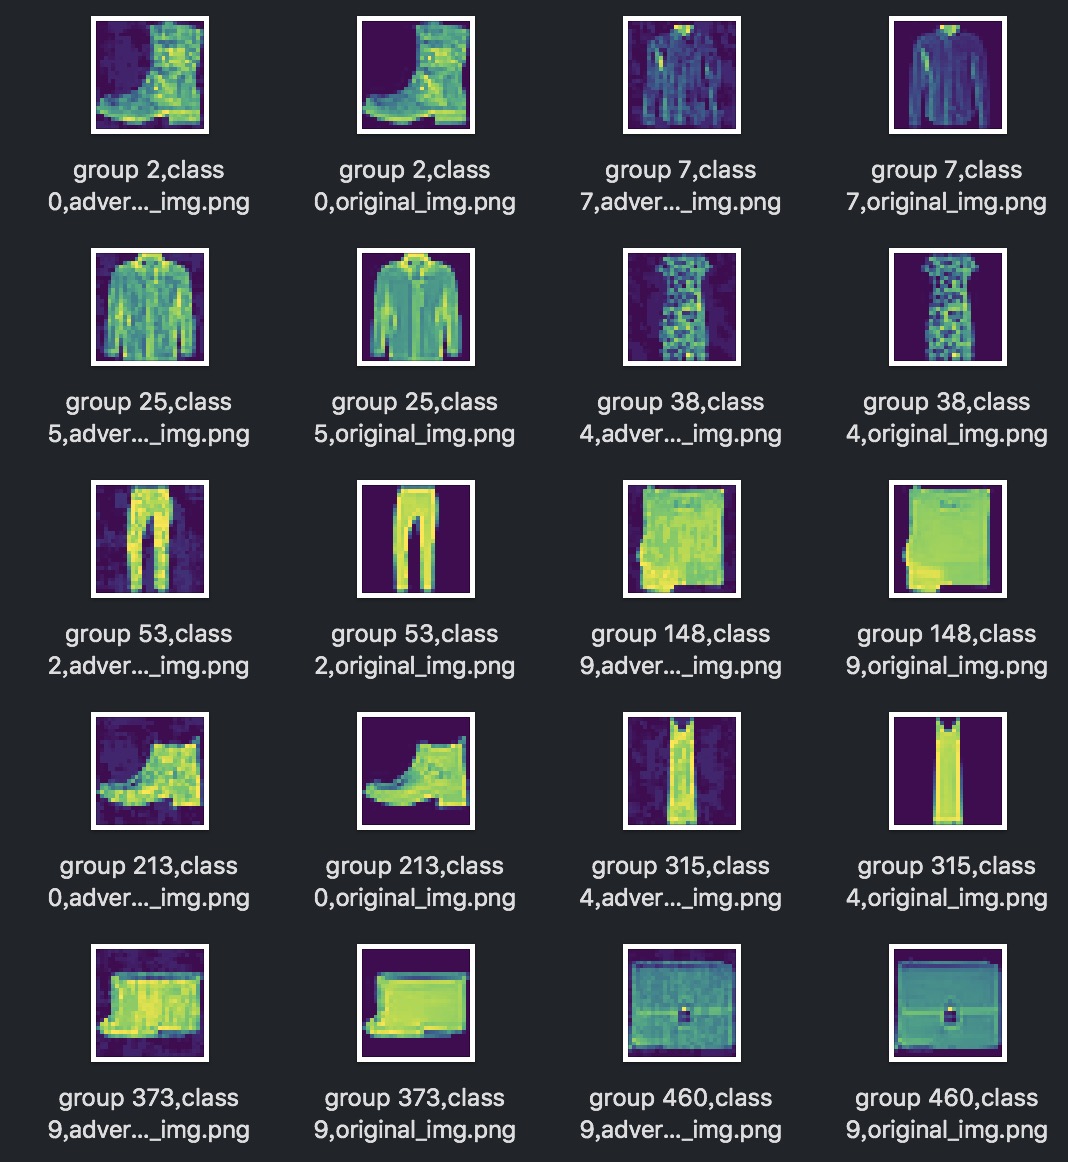 group 2,class
0,adver..._img.png
group 2,class
0,original_img.png
group 7,class
7,adver..._img.png
group 7,class
7,original_img.png
group 25,class
5,adver..._img.png
group 25,class
5,original_img.png
group 38,class
4,adver..._img.png
group 38,class
4,original_img.png
group 53,class
2,adver..._img.png
group 53,class
2,original_img.png
group 148,class
9,adver..._img.png
group 148,class
9,original_img.png
group 213,class
0,adver..._img.png
group 213,class
0,original_img.png
group 315,class
4,adver..._img.png
group 315,class
4,original_img.png
group 373,class
9,adver..._img.png
group 373,class
9,original_img.png
group 460,class
9,adver..._img.png
group 460,class
9,original_img.png